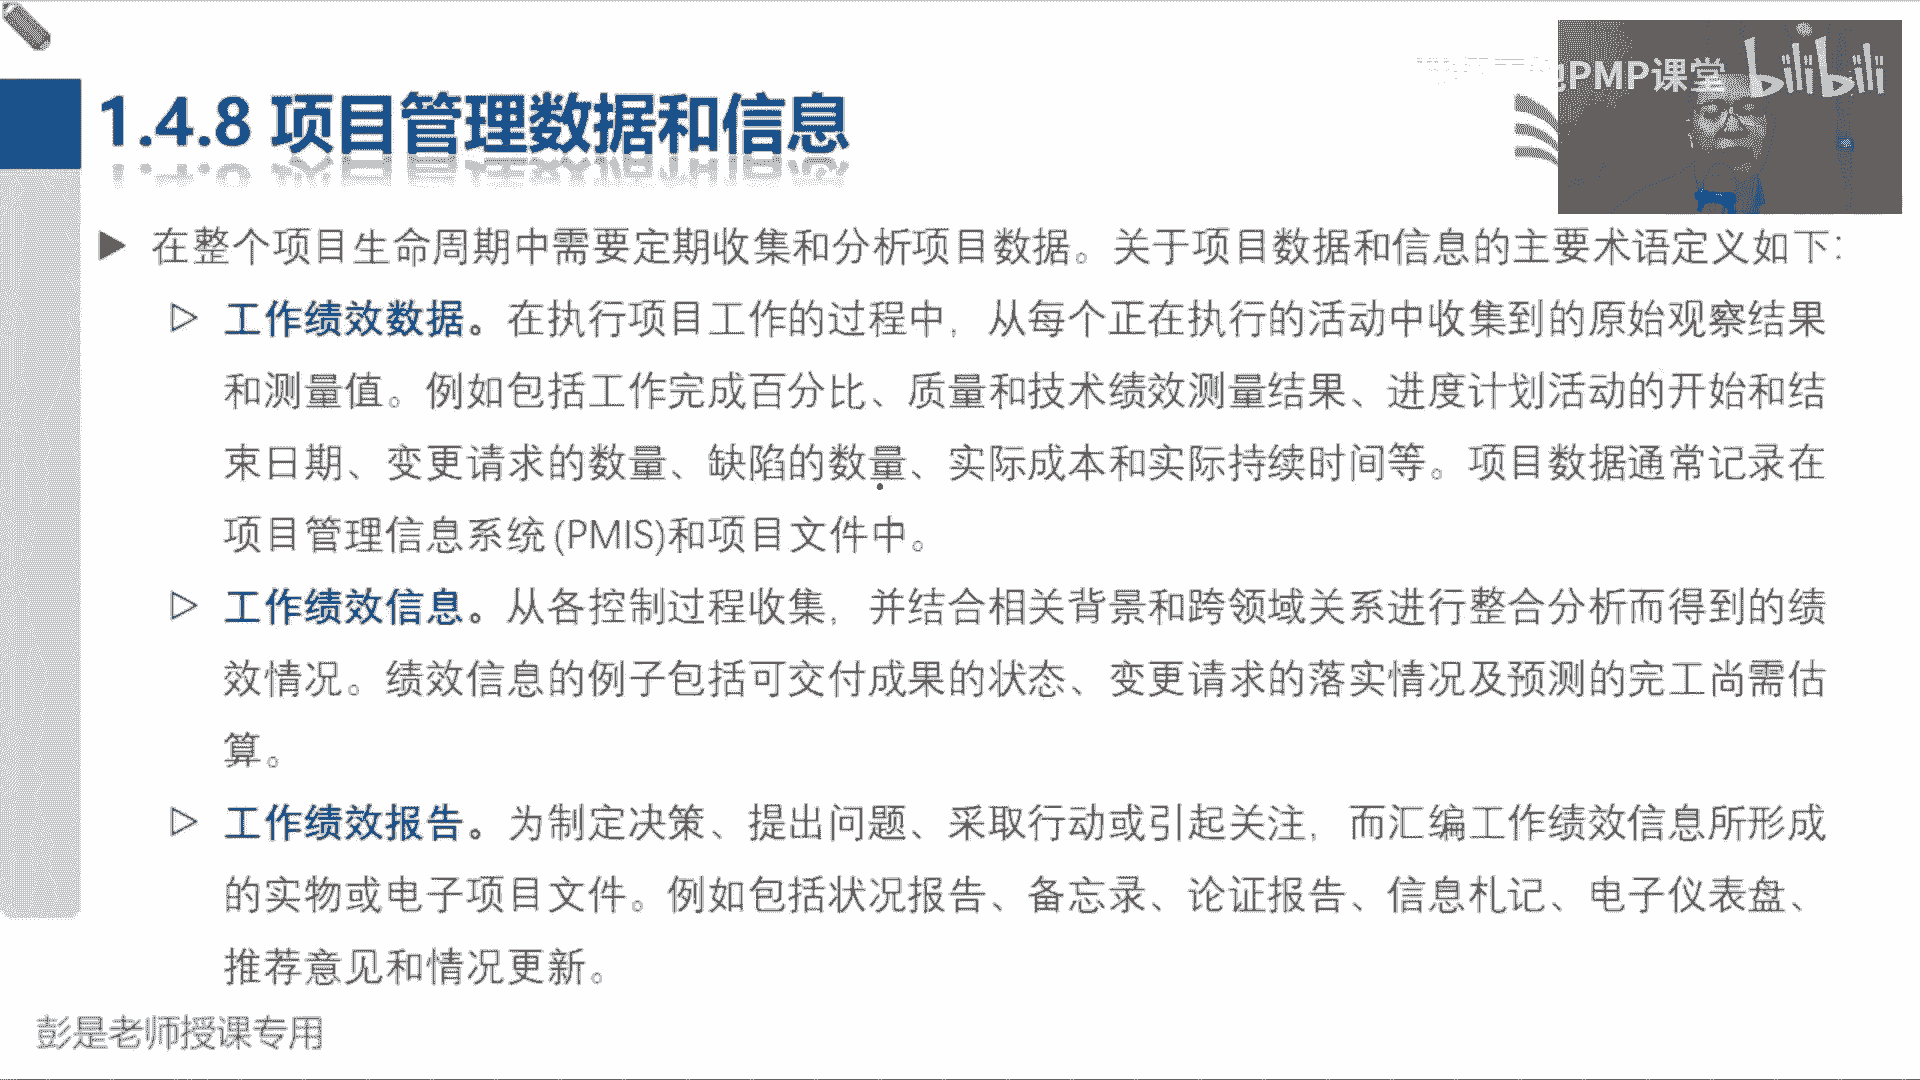 PMP课堂 bilibili
1.4.8 项目管理数据和信息
在整个项目生命周期中需要定期收集和分析项目数据。关于项目数据和信息的主要术语定义如下:
工作绩效数据。在执行项目工作的过程中，从每个正在执行的活动中收集到的原始观察结果
和测量值。例如包括工作完成百分比、质量和技术绩效测量结果、进度计划活动的开始和结
束日期、变更请求的数量、缺陷的数量、实际成本和实际持续时间等。项目数据通常记录在
项目管理信息系统(PMIS)和项目文件中。
工作绩效信息。从各控制过程收集，并结合相关背景和跨领域关系进行整合分析而得到的绩
效情况。绩效信息的例子包括可交付成果的状态、变更请求的落实情况及预测的完工尚需估
算。
工作绩效报告。为制定决策、提出问题、采取行动或引起关注，而汇编工作绩效信息所形成
的实物或电子项目文件。例如包括状况报告、备忘录、论证报告、信息札记、电子仪表盘、
推荐意见和情况更新。
彭是老师授课专用